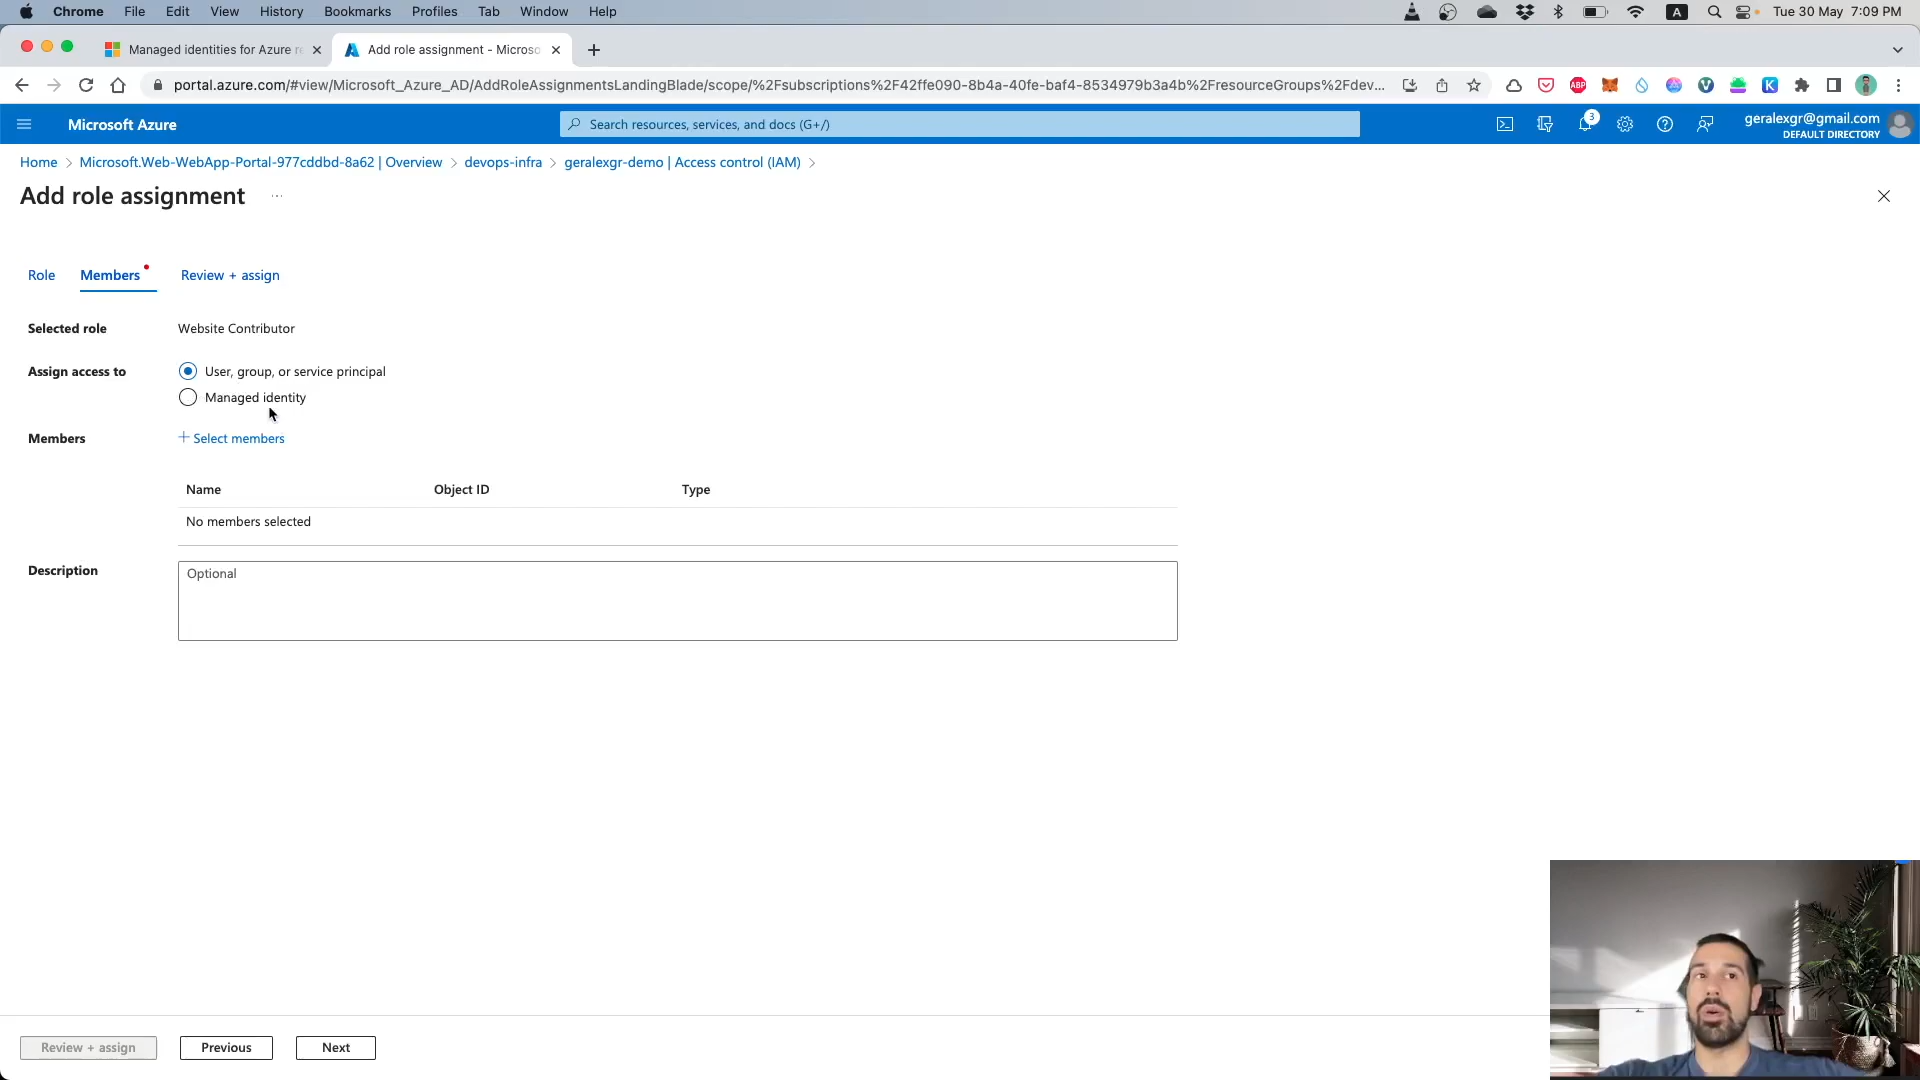 Chrome File Edit View History Bookmarks Profiles Tab Window Help A Tue 30 May 7:09 PM
Managed identities for Azure re Add role assignment - Microso
portal.azure.com/#view/Microsoft_Azure_AD/AddRoleAssignmentsLandingBlade/scope/%2Fsubscriptions%2F42ffe090-8b4a-40fe-baf4-8534979b3a4b%2FresourceGroups%2Fdev... ABP K
Microsoft Azure Search resources, services, and docs (G+/) 3 geralexgr@gmail.com
DEFAULT DIRECTORY
Home > Microsoft.Web-WebApp-Portal-977cddbd-8a62 | Overview > devops-infra > geralexgr-demo | Access control (IAM) >
Add role assignment ...
Role Members Review + assign
Selected role Website Contributor
Assign access to User, group, or service principal
Managed identity
Members + Select members
Name Object ID Type
No members selected
Description Optional
Review + assign Previous Next